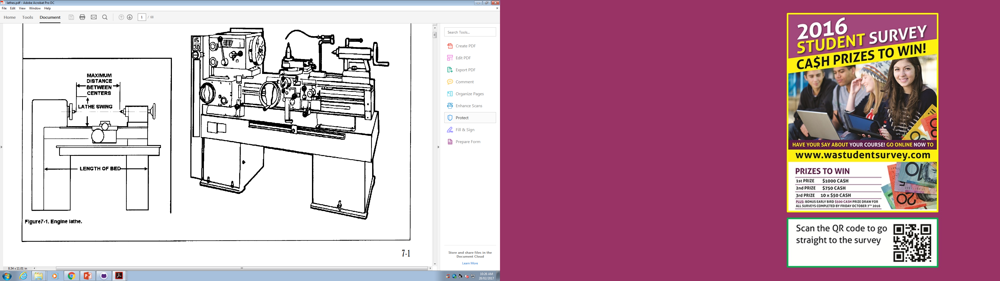 lathes.pdf - Adobe Acrobat Pro DC
File Edit View Window Help
Home Tools Document 1 / 68
15
30
MAXIMUM
DISTANCE
BETWEEN
CENTERS
LATHE SWING
LENGTH OF BED
Figure7-1. Engine lathe.
7-1
8.54 x 11.01 in
Search Tools...
Create PDF
Edit PDF
Export PDF
Comment
Organize Pages
Enhance Scans
Protect
Fill & Sign
Prepare Form
Store and share files in the
Document Cloud
Learn More
10:26 AM
28/02/2017
2016
STUDENT SURVEY
CA$H PRIZES TO WIN!
HAVE YOUR SAY ABOUT YOUR COURSE! GO ONLINE NOW TO
www.wastudentsurvey.com
PRIZES TO WIN
1st PRIZE $1000 CASH
2nd PRIZE $750 CASH
3rd PRIZE 10 x $50 CASH
PLUS: BONUS EARLY BIRD $500 CASH PRIZE DRAW FOR
ALL SURVEYS COMPLETED BY FRIDAY OCTOBER 7TH 2016
10
20
Scan the QR code to go
straight to the survey